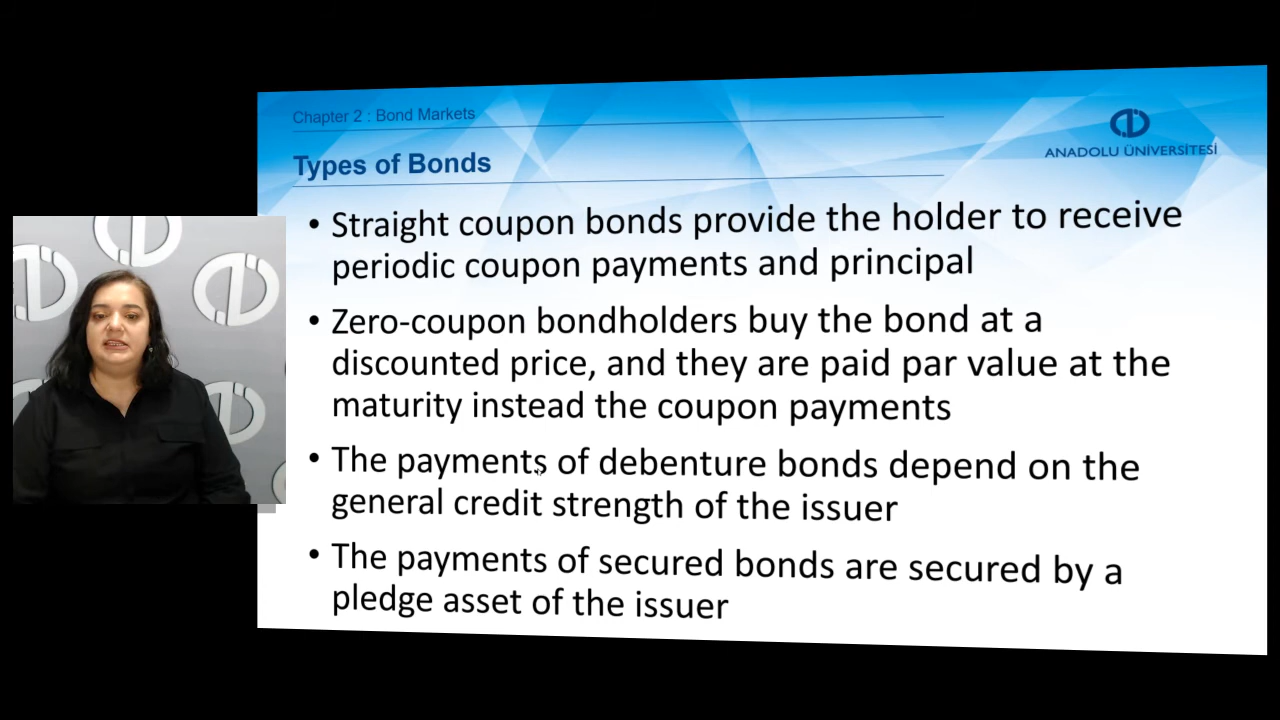 Chapter 2 : Bond Markets
ANADOLU ÜNİVERSİTESİ
Types of Bonds
• Straight coupon bonds provide the holder to receive
periodic coupon payments and principal
• Zero-coupon bondholders buy the bond at a
discounted price, and they are paid par value at the
maturity instead the coupon payments
• The payments of debenture bonds depend on the
general credit strength of the issuer
• The payments of secured bonds are secured by a
pledge asset of the issuer